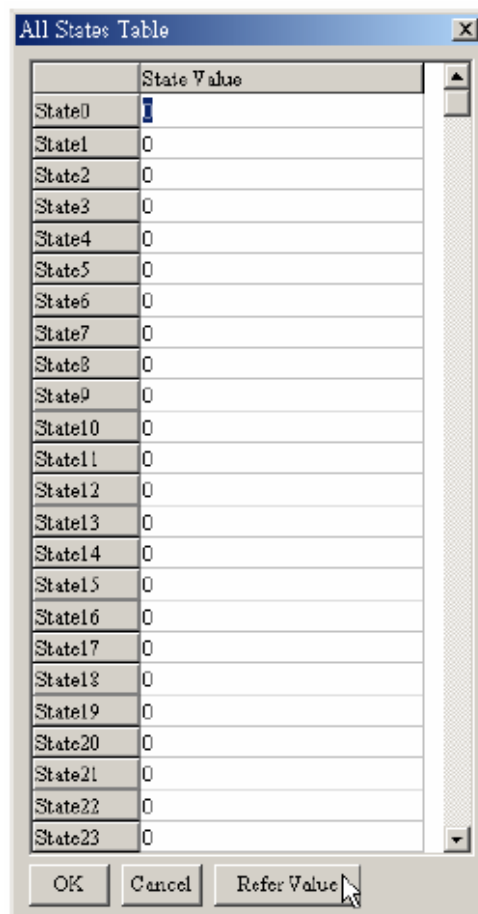 All States Table
State Value
State0 0
State1 0
State2 0
State3 0
State4 0
State5 0
State6 0
State7 0
State8 0
State9 0
State10 0
State11 0
State12 0
State13 0
State14 0
State15 0
State16 0
State17 0
State18 0
State19 0
State20 0
State21 0
State22 0
State23 0
OK Cancel Refer Value